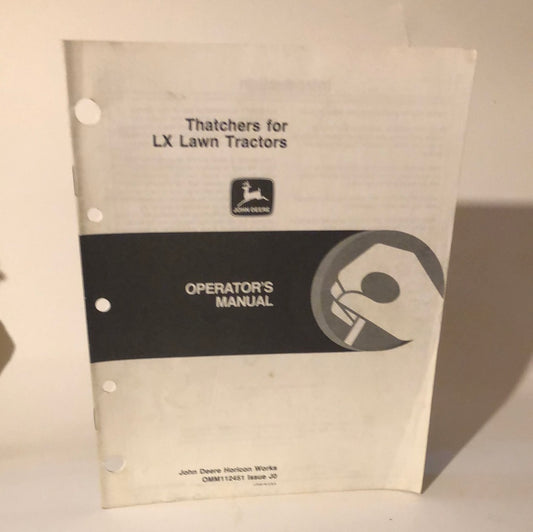 Thatchers for
LX Lawn Tractors
JOHN DEERE
OPERATOR'S
MANUAL
John Deere Horicon Works
OMM112451 Issue J0